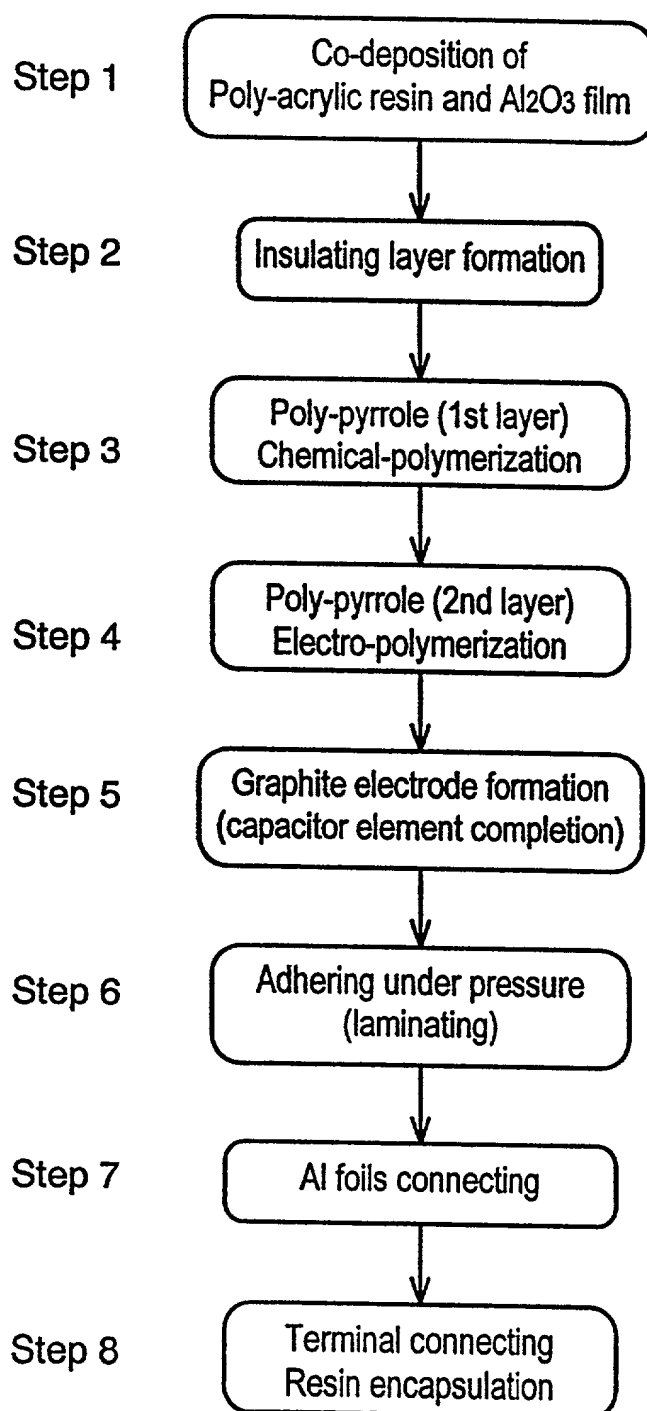 Step 1
Co-deposition of
Poly-acrylic resin and Al2O3 film
Step 2
Insulating layer formation
Step 3
Poly-pyrrole (1st layer)
Chemical-polymerization
Step 4
Poly-pyrrole (2nd layer)
Electro-polymerization
Step 5
Graphite electrode formation
(capacitor element completion)
Step 6
Adhering under pressure
(laminating)
Step 7
Al foils connecting
Step 8
Terminal connecting
Resin encapsulation